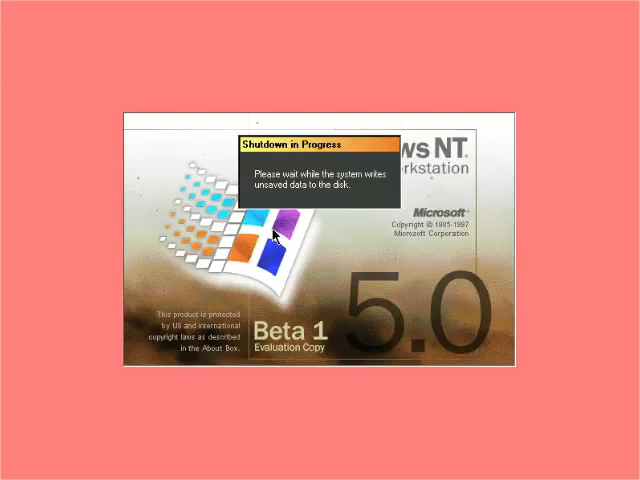 Shutdown in Progress
Please wait while the system writes
unsaved data to the disk.
ws NT
rkstation
Microsoft
Copyright © 1985-1997
Microsoft Corporation
5.0
This product is protected
by US and international
copyright laws as described
in the About Box.
Beta 1
Evaluation Copy